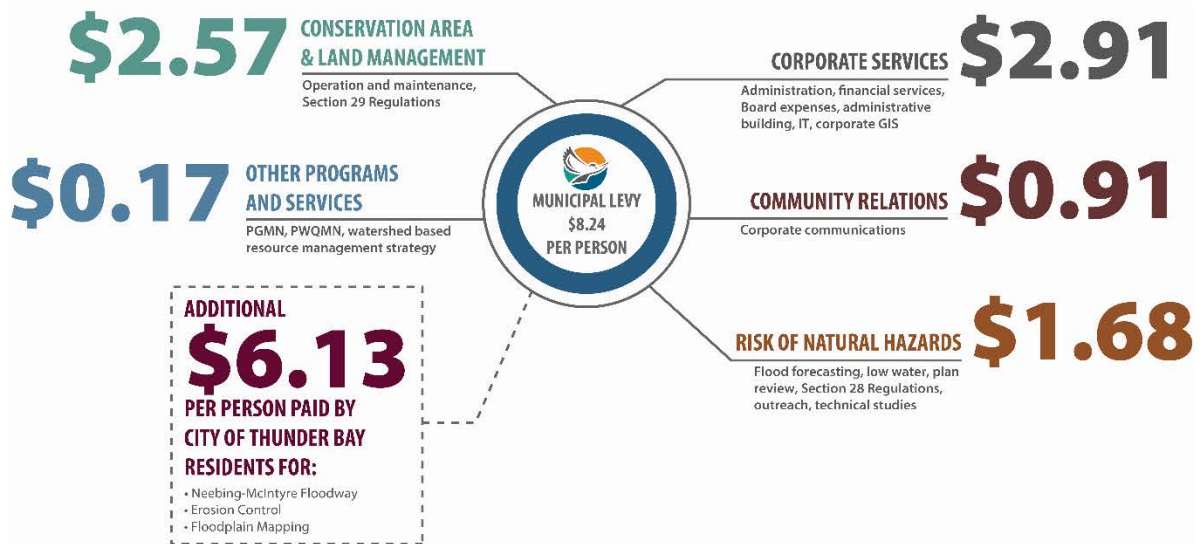 $2.57
CONSERVATION AREA
& LAND MANAGEMENT
Operation and maintenance,
Section 29 Regulations
$0.17
OTHER PROGRAMS
AND SERVICES
PGMN, PWQMN, watershed based
resource management strategy
ADDITIONAL
$6.13
PER PERSON PAID BY
CITY OF THUNDER BAY
RESIDENTS FOR:
• Neebing-McIntyre Floodway
• Erosion Control
• Floodplain Mapping
MUNICIPAL LEVY
$8.24
PER PERSON
CORPORATE SERVICES
$2.91
Administration, financial services,
Board expenses, administrative
building, IT, corporate GIS
COMMUNITY RELATIONS
$0.91
Corporate communications
RISK OF NATURAL HAZARDS
$1.68
Flood forecasting, low water, plan
review, Section 28 Regulations,
outreach, technical studies